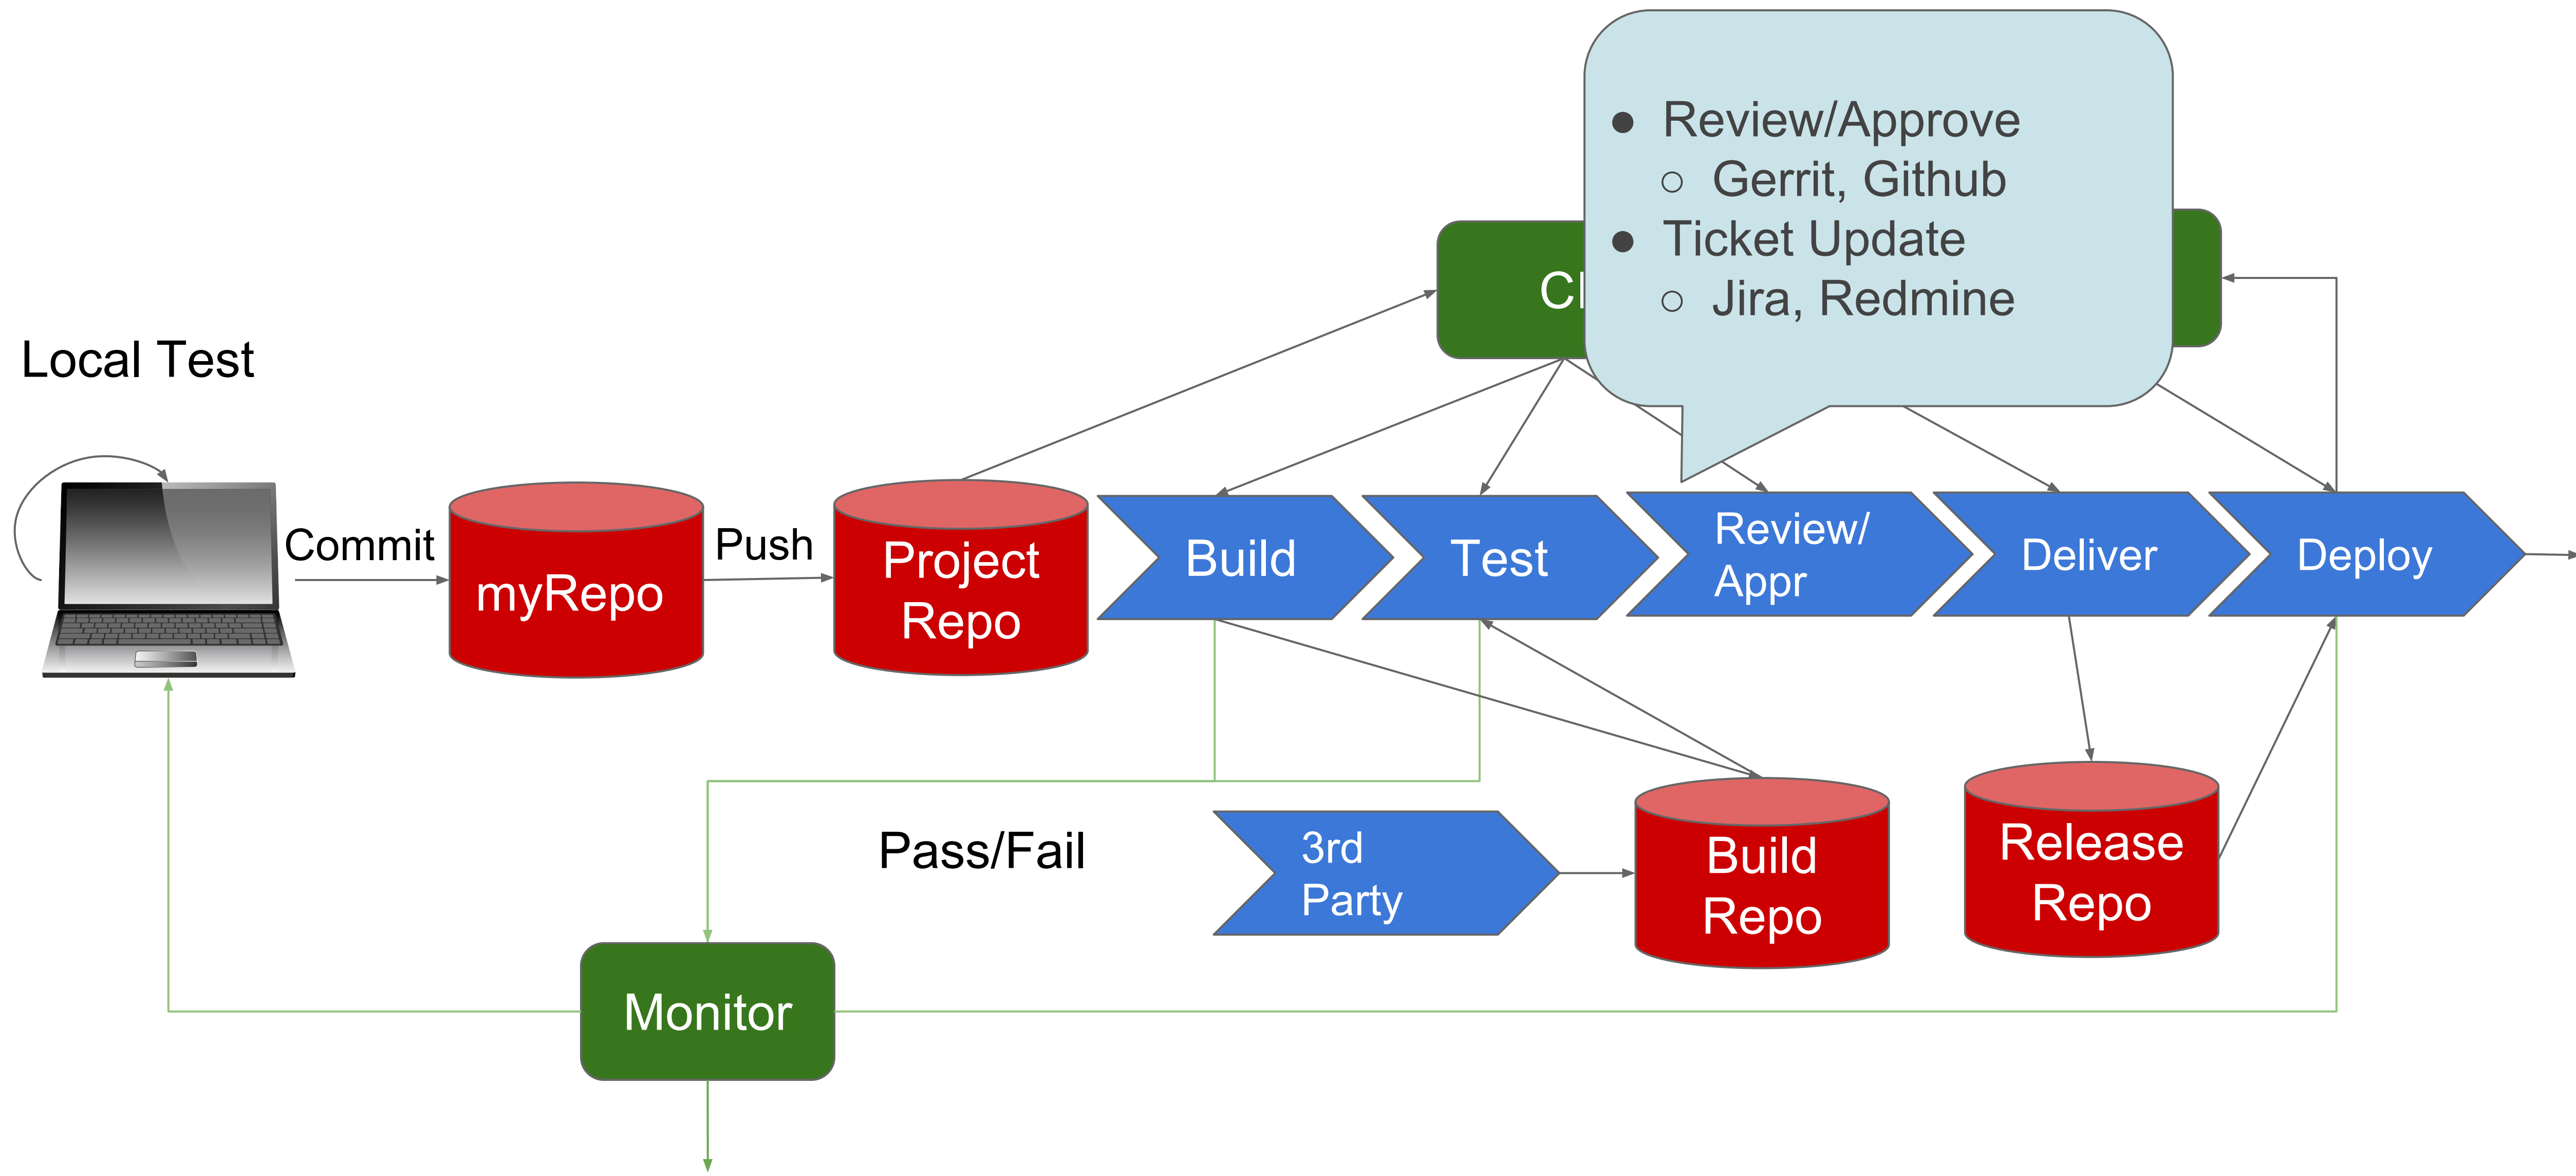 Review/Approve
Gerrit, Github
Ticket Update
Jira, Redmine
Local Test
Commit
myRepo
Push
Project
Repo
Build
Test
Review/
Appr
Deliver
Deploy
Pass/Fail
3rd
Party
Build
Repo
Release
Repo
Monitor